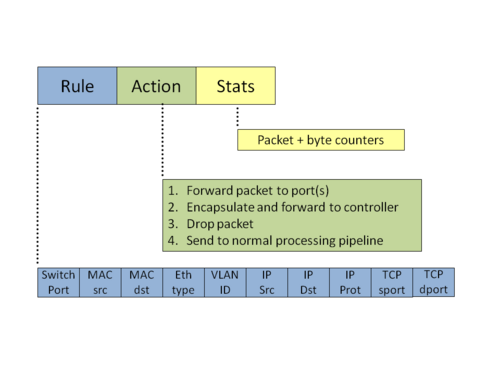 Rule Action Stats
Packet + byte counters
1. Forward packet to port(s)
2. Encapsulate and forward to controller
3. Drop packet
4. Send to normal processing pipeline
Switch MAC MAC Eth VLAN IP IP IP TCP TCP
Port src dst type ID Src Dst Prot sport dport